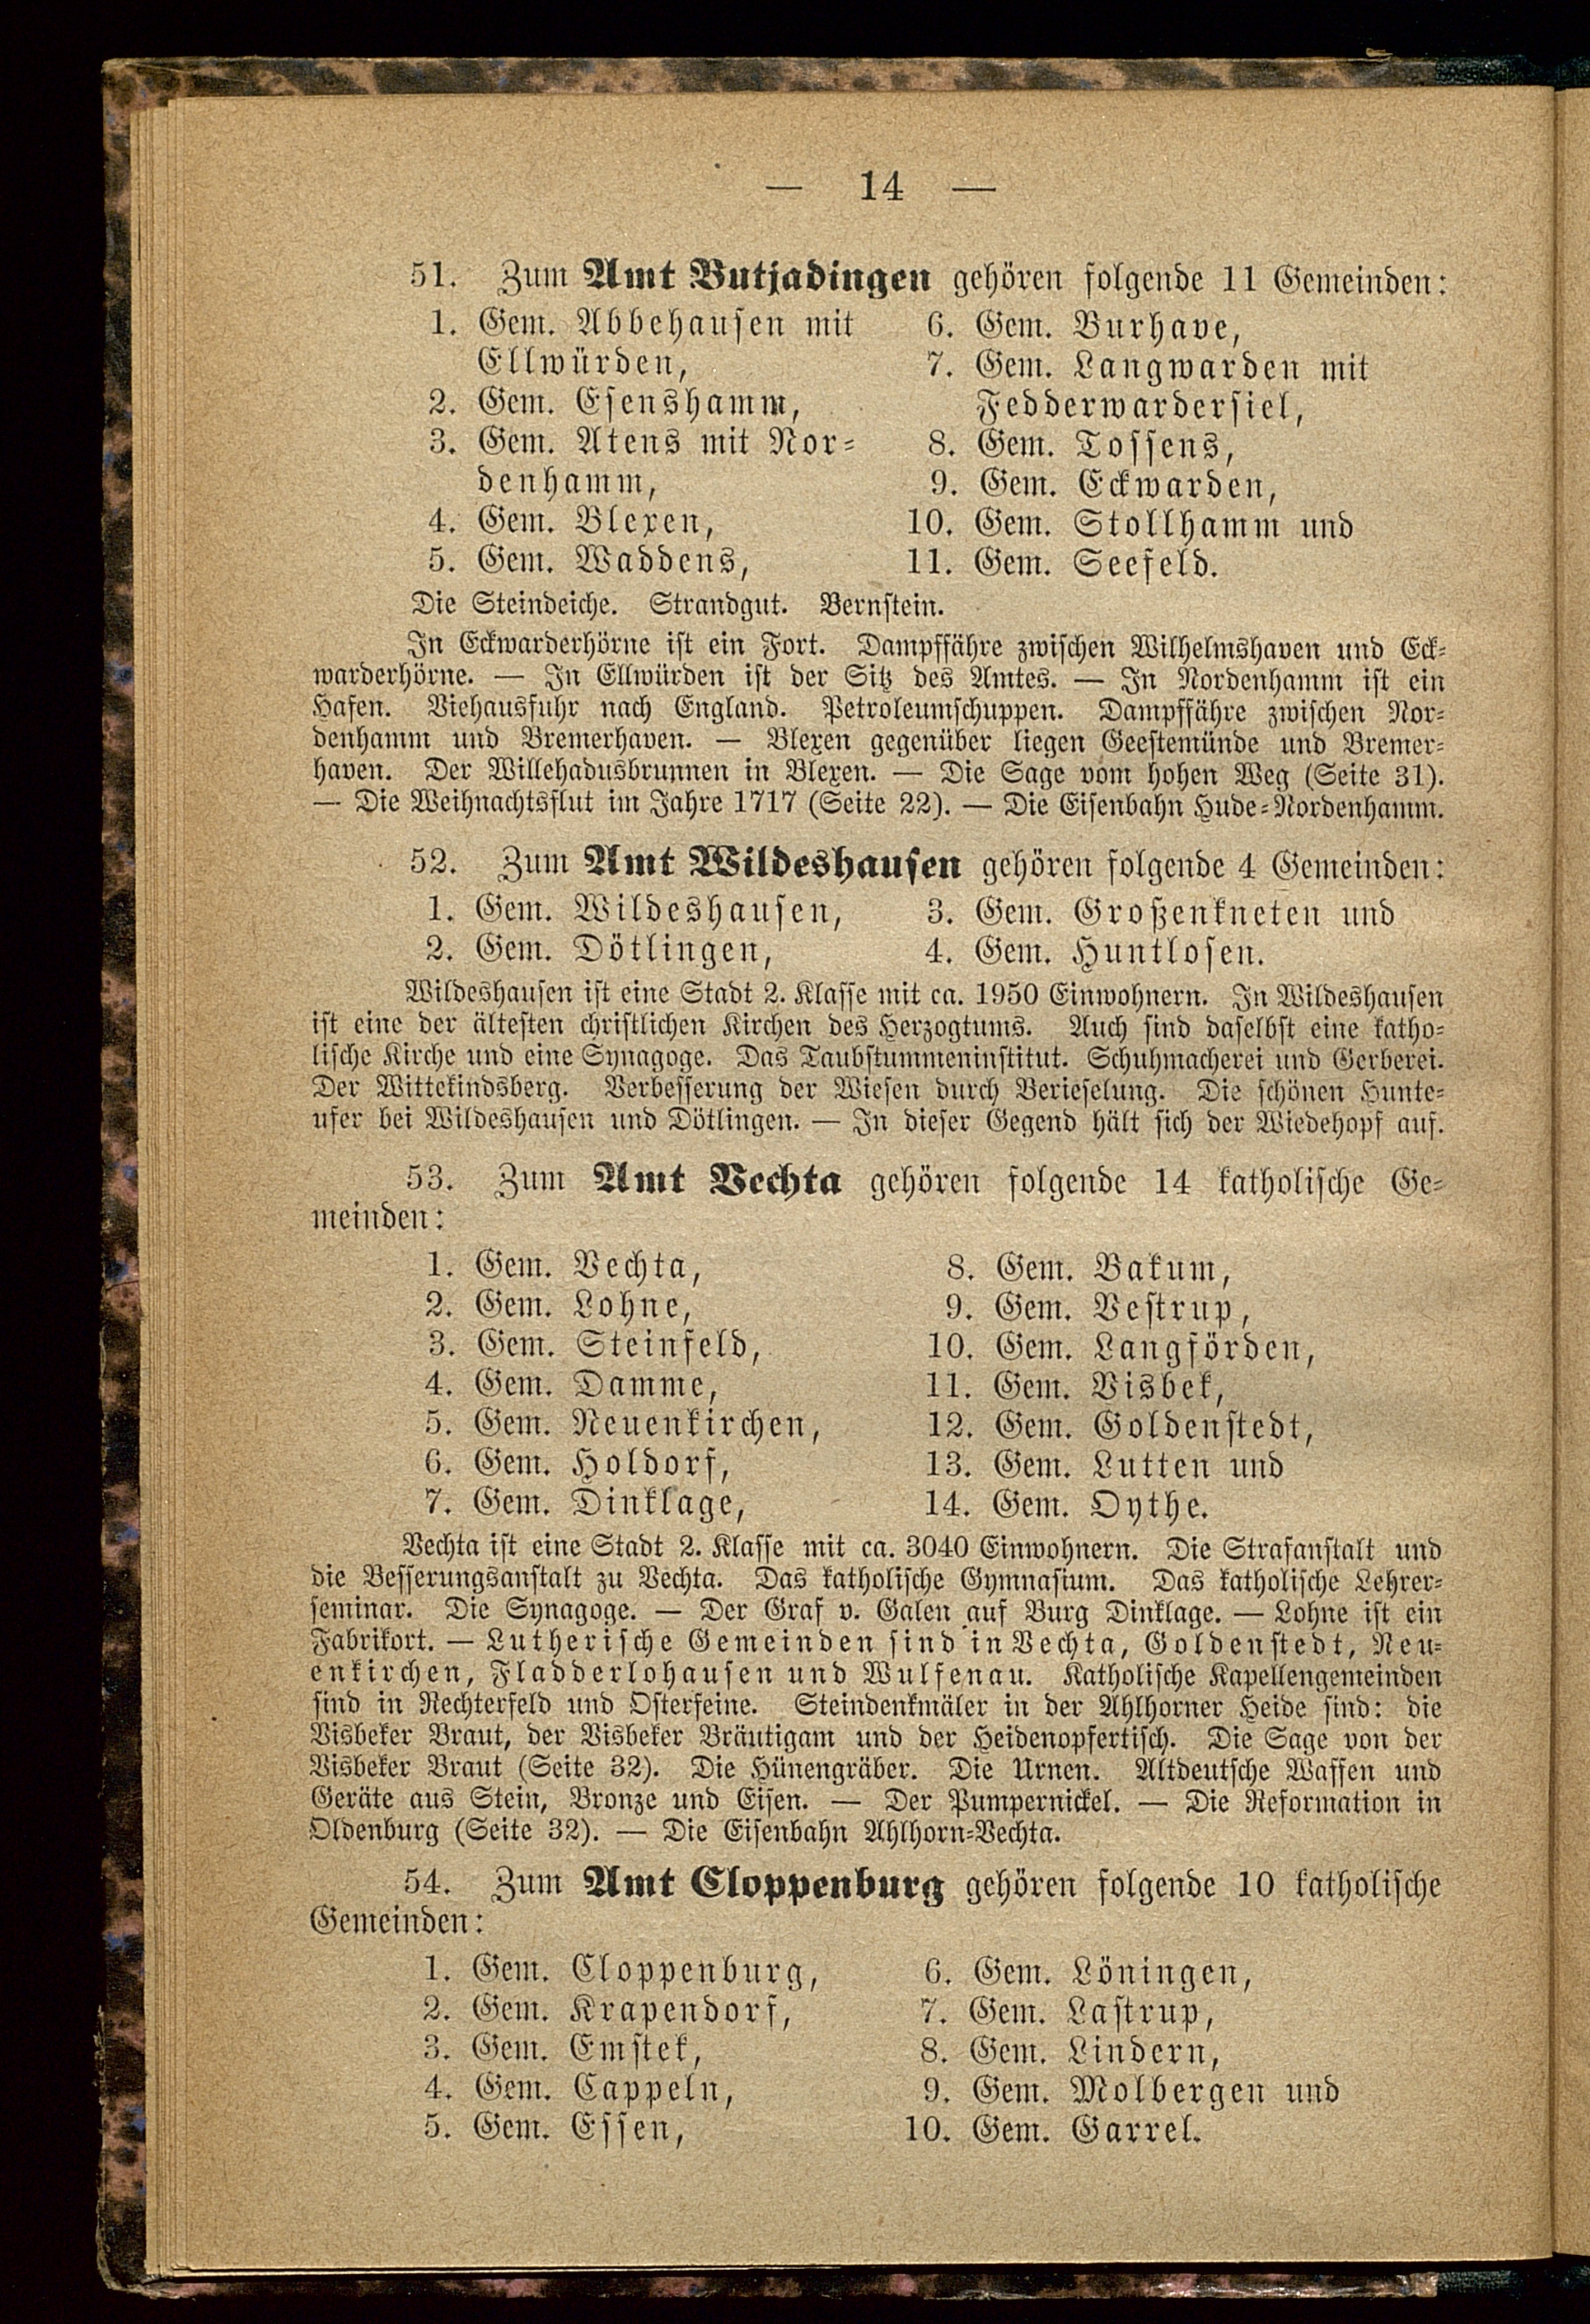 — 14 —
51. Zum Amt Butjadingen gehören folgende 11 Gemeinden:
1. Gem. Abbehausen mit
Ellwürden,
2. Gem. Esenshamm,
3. Gem. Atens mit Nor-
denhamm,
4. Gem. Blexen,
5. Gem. Waddens,
6. Gem. Burhave,
7. Gem. Langwarden mit
Fedderwardersiel,
8. Gem. Tossens,
9. Gem. Eckwarden,
10. Gem. Stollhamm und
11. Gem. Seefeld.
Die Steindeiche. Strandgut. Bernstein.
In Eckwarderhörne ist ein Fort. Dampffähre zwischen Wilhelmshaven und Eck-
warderhörne. — In Ellwürden ist der Sitz des Amtes. — In Nordenhamm ist ein
Hafen. Viehausfuhr nach England. Petroleumschuppen. Dampffähre zwischen Nor-
denhamm und Bremerhaven. — Blexen gegenüber liegen Geestemünde und Bremer-
haven. Der Willehadusbrunnen in Blexen. — Die Sage vom hohen Weg (Seite 31).
— Die Weihnachtsflut im Jahre 1717 (Seite 22). — Die Eisenbahn Hude-Nordenhamm.
52. Zum Amt Wildeshausen gehören folgende 4 Gemeinden:
1. Gem. Wildeshausen,
2. Gem. Dötlingen,
3. Gem. Großenkneten und
4. Gem. Huntlosen.
Wildeshausen ist eine Stadt 2. Klasse mit ca. 1950 Einwohnern. In Wildeshausen
ist eine der ältesten christlichen Kirchen des Herzogtums. Auch sind daselbst eine katho-
lische Kirche und eine Synagoge. Das Taubstummeninstitut. Schuhmacherei und Gerberei.
Der Wittekindsberg. Verbesserung der Wiesen durch Berieselung. Die schönen Hunte-
ufer bei Wildeshausen und Dötlingen. — In dieser Gegend hält sich der Wiedehopf auf.
53. Zum Amt Vechta gehören folgende 14 katholische Ge-
meinden:
1. Gem. Vechta,
2. Gem. Lohne,
3. Gem. Steinfeld,
4. Gem. Damme,
5. Gem. Neuenkirchen,
6. Gem. Holdorf,
7. Gem. Dinklage,
8. Gem. Bakum,
9. Gem. Vestrup,
10. Gem. Langförden,
11. Gem. Visbek,
12. Gem. Goldenstedt,
13. Gem. Lutten und
14. Gem. Oythe.
Vechta ist eine Stadt 2. Klasse mit ca. 3040 Einwohnern. Die Strafanstalt und
die Besserungsanstalt zu Vechta. Das katholische Gymnasium. Das katholische Lehrer-
seminar. Die Synagoge. — Der Graf v. Galen auf Burg Dinklage. — Lohne ist ein
Fabrikort. — Lutherische Gemeinden sind in Vechta, Goldenstedt, Neu-
enkirchen, Fladderlohausen und Wulfenau. Katholische Kapellengemeinden
sind in Rechterfeld und Osterfeine. Steindenkmäler in der Ahlhorner Heide sind: die
Visbeker Braut, der Visbeker Bräutigam und der Heidenopfertisch. Die Sage von der
Visbeker Braut (Seite 32). Die Hünengräber. Die Urnen. Altdeutsche Waffen und
Geräte aus Stein, Bronze und Eisen. — Der Pumpernickel. — Die Reformation in
Oldenburg (Seite 32). — Die Eisenbahn Ahlhorn-Vechta.
54. Zum Amt Cloppenburg gehören folgende 10 katholische
Gemeinden:
1. Gem. Cloppenburg,
2. Gem. Krapendorf,
3. Gem. Emstek,
4. Gem. Cappeln,
5. Gem. Essen,
6. Gem. Löningen,
7. Gem. Lastrup,
8. Gem. Lindern,
9. Gem. Molbergen und
10. Gem. Garrel.